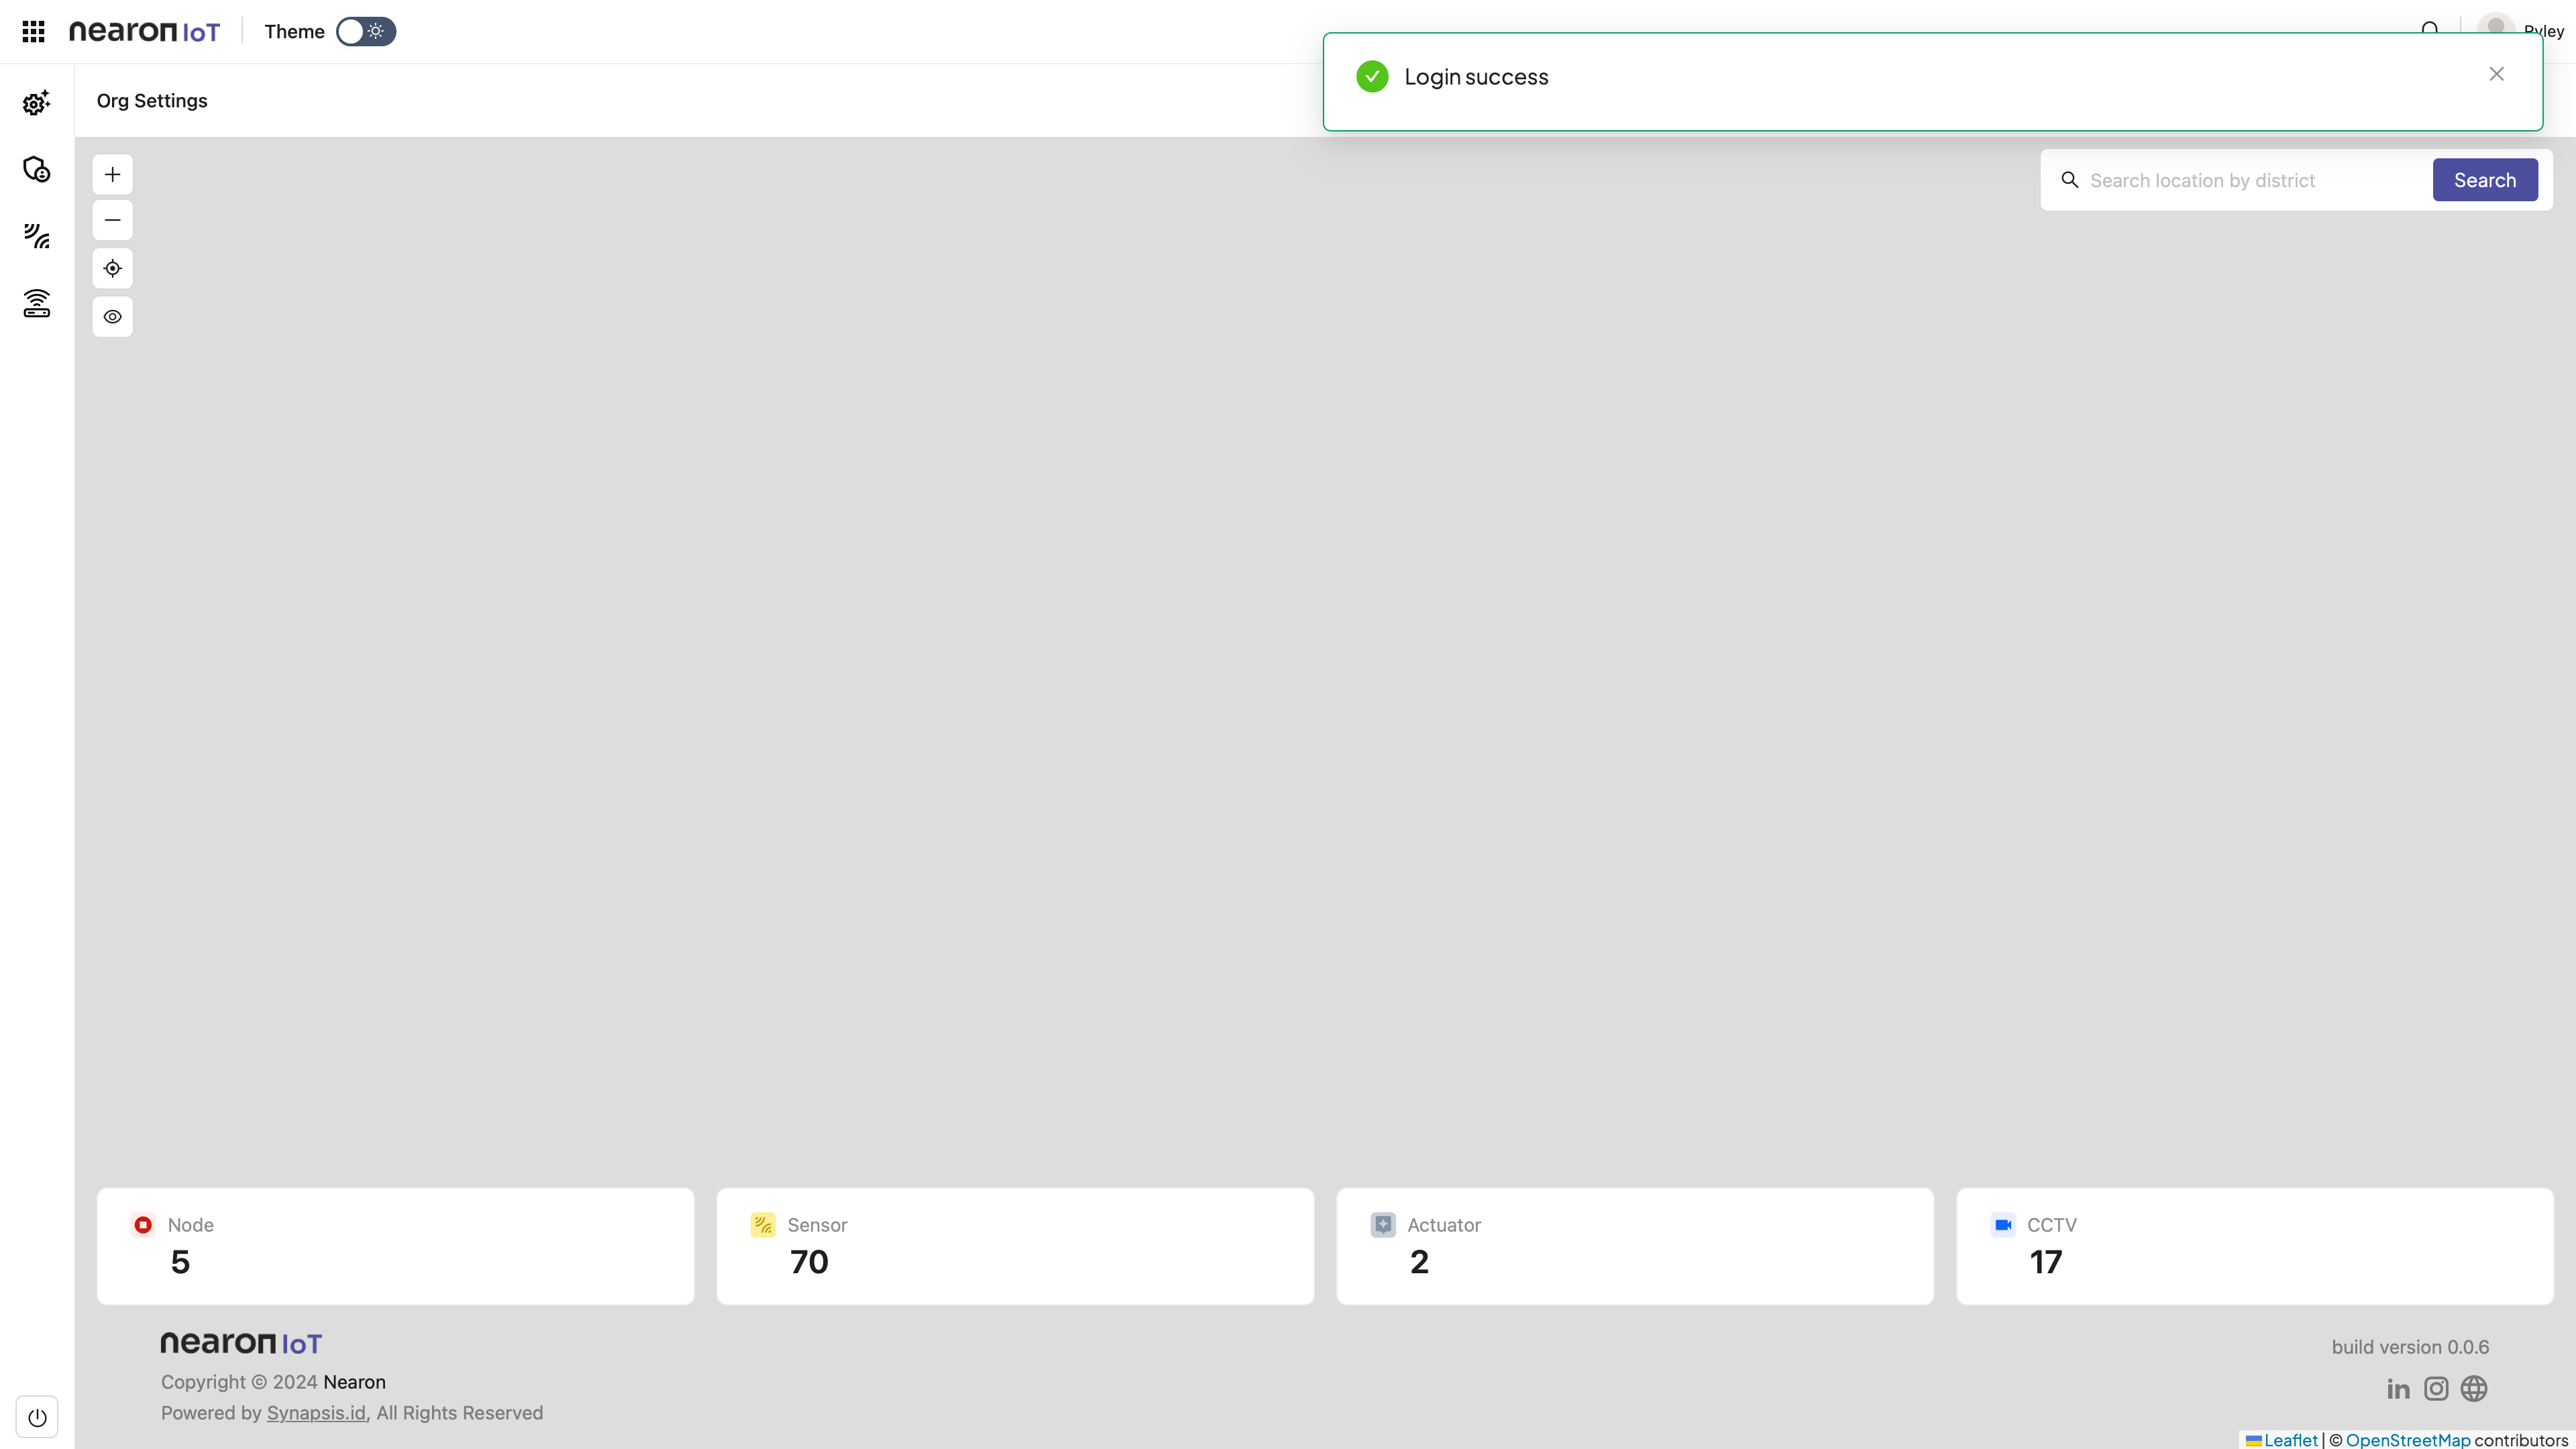 nearon IoT
Theme
Ryley
Login success
Org Settings
Search location by district
Search
Node
5
Sensor
70
Actuator
2
CCTV
17
nearon IoT
build version 0.0.6
Copyright © 2024 Nearon
Powered by Synapsis.id, All Rights Reserved
Leaflet | © OpenStreetMap contributors